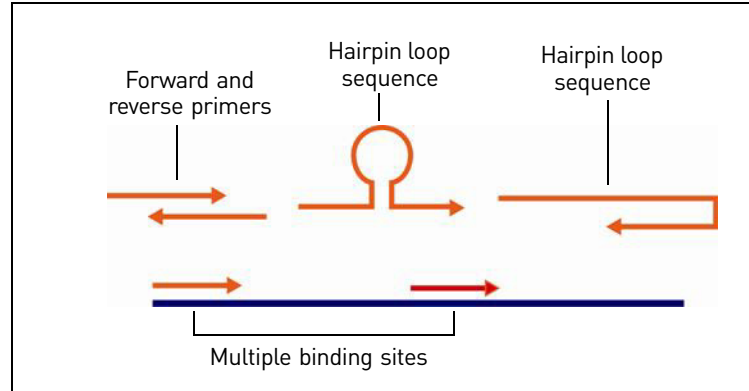 Forward and
reverse primers
Hairpin loop
sequence
Hairpin loop
sequence
Multiple binding sites